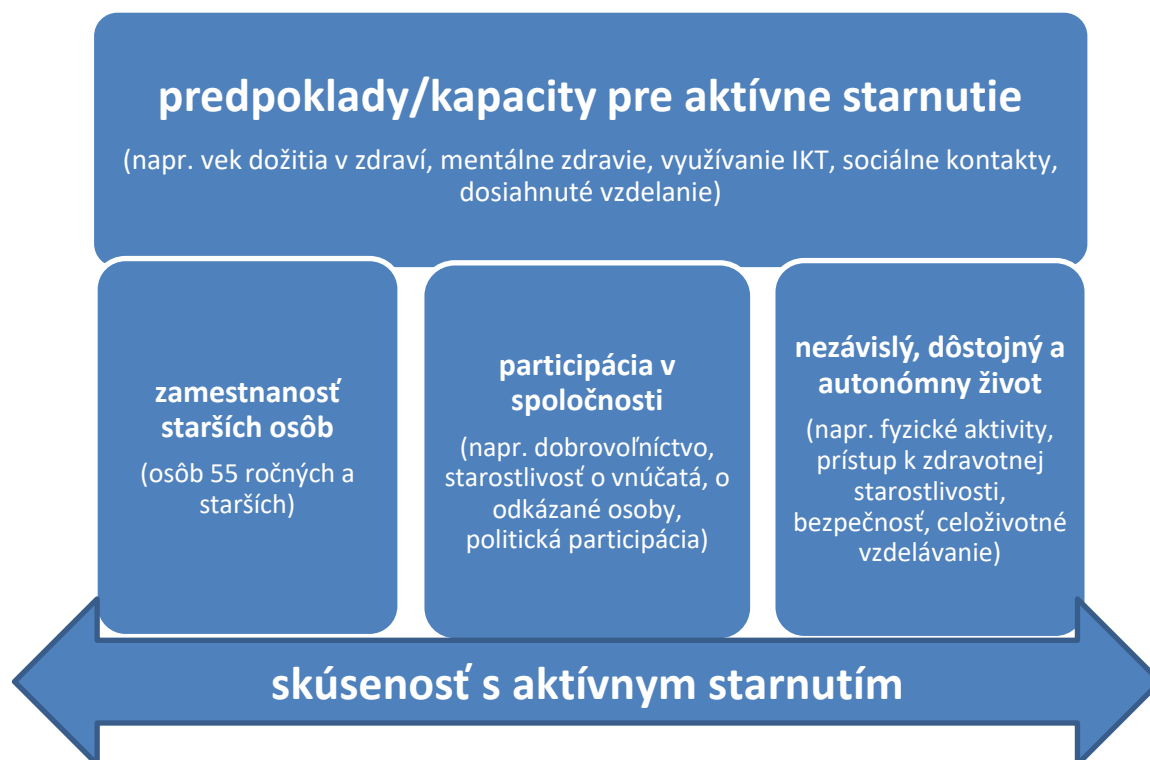 predpoklady/kapacity pre aktívne starnutie
(napr. vek dožitia v zdraví, mentálne zdravie, využívanie IKT, sociálne kontakty,
dosiahnuté vzdelanie)
zamestnanosť
starších osôb
(osôb 55 ročných a
starších)
participácia v
spoločnosti
(napr. dobrovoľníctvo,
starostlivosť o vnúčatá, o
odkázané osoby,
politická participácia)
nezávislý, dôstojný a
autonómny život
(napr. fyzické aktivity,
prístup k zdravotnej
starostlivosti,
bezpečnosť, celoživotné
vzdelávanie)
skúsenosť s aktívnym starnutím